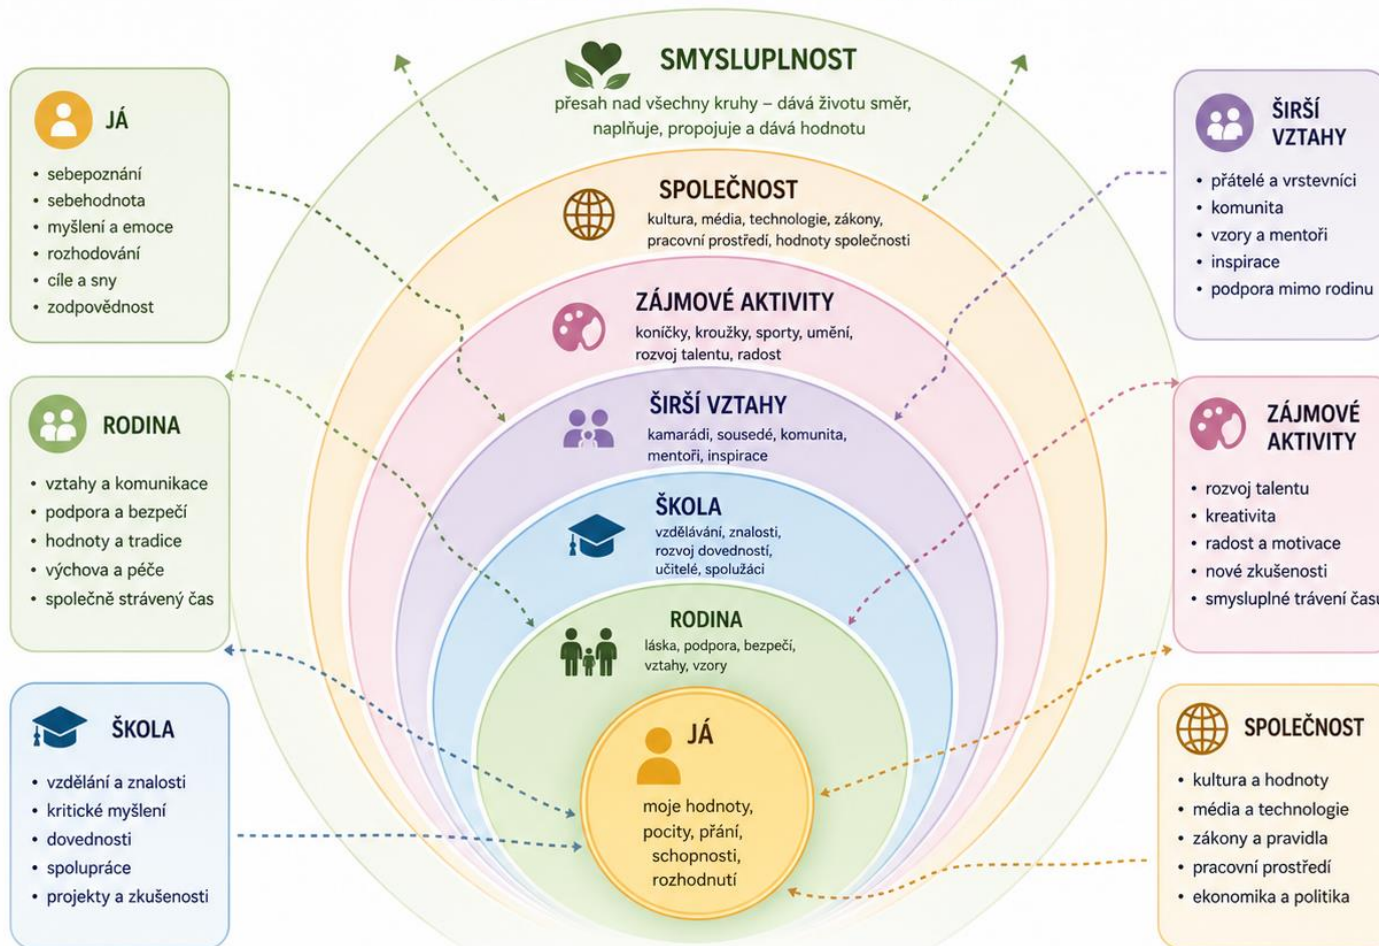 SMYSLUPLNOST
přesah nad všechny kruhy – dává životu směr,
naplňuje, propojuje a dává hodnotu
SPOLEČNOST
kultura, média, technologie, zákony,
pracovní prostředí, hodnoty společnosti
ZÁJMOVÉ AKTIVITY
koníčky, kroužky, sporty, umění,
rozvoj talentu, radost
ŠIRŠÍ VZTAHY
kamarádi, sousedé, komunita,
mentoři, inspirace
ŠKOLA
vzdělávání, znalosti,
rozvoj dovedností,
učitelé, spolužáci
RODINA
láska, podpora, bezpečí,
vztahy, vzory
JÁ
moje hodnoty,
pocity, přání,
schopnosti,
rozhodnutí
JÁ
• sebepoznání
• sebehodnota
• myšlení a emoce
• rozhodování
• cíle a sny
• zodpovědnost
RODINA
• vztahy a komunikace
• podpora a bezpečí
• hodnoty a tradice
• výchova a péče
• společně strávený čas
ŠKOLA
• vzdělání a znalosti
• kritické myšlení
• dovednosti
• spolupráce
• projekty a zkušenosti
ŠIRŠÍ
VZTAHY
• přátelé a vrstevníci
• komunita
• vzory a mentoři
• inspirace
• podpora mimo rodinu
ZÁJMOVÉ
AKTIVITY
• rozvoj talentu
• kreativita
• radost a motivace
• nové zkušenosti
• smysluplné trávení času
SPOLEČNOST
• kultura a hodnoty
• média a technologie
• zákony a pravidla
• pracovní prostředí
• ekonomika a politika